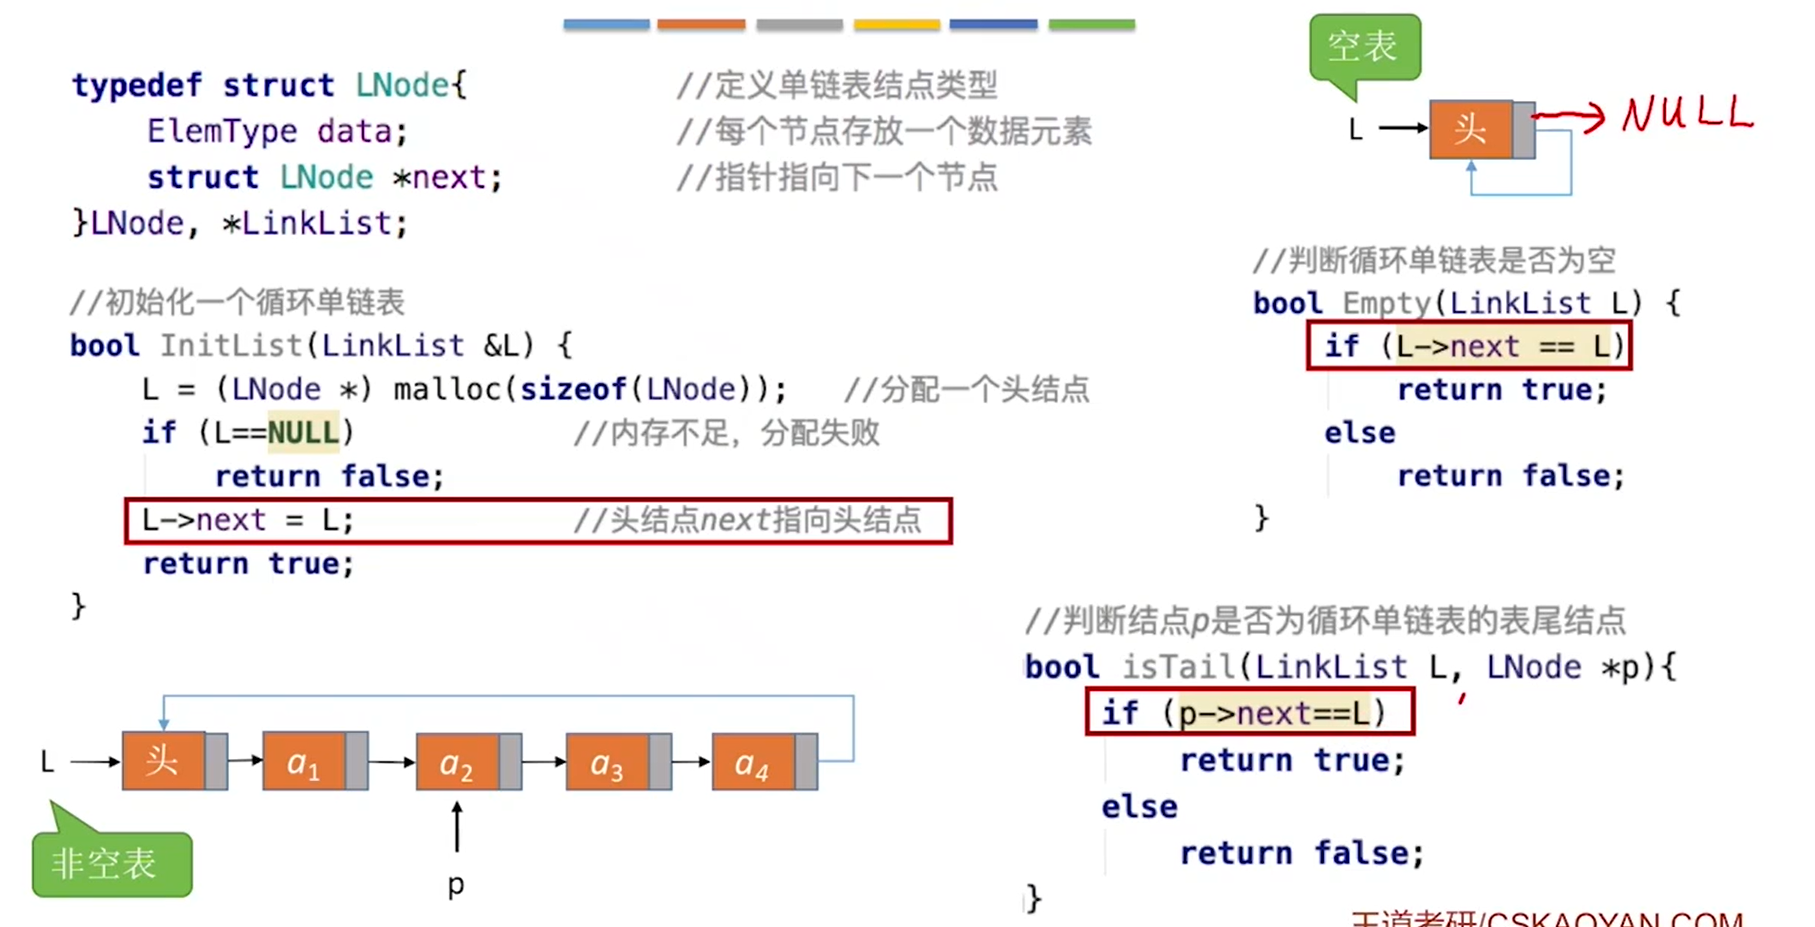 typedef struct LNode{ //定义单链表结点类型
ElemType data; //每个节点存放一个数据元素
struct LNode *next; //指针指向下一个节点
}LNode, *LinkList;
//初始化一个循环单链表
bool InitList(LinkList &L) {
L = (LNode *) malloc(sizeof(LNode)); //分配一个头结点
if (L==NULL) //内存不足，分配失败
return false;
L->next = L; //头结点next指向头结点
return true;
}
L 头 a1 a2 a3 a4
非空表
p
空表
L 头 NULL
//判断循环单链表是否为空
bool Empty(LinkList L) {
if (L->next == L)
return true;
else
return false;
}
//判断结点p是否为循环单链表的表尾结点
bool isTail(LinkList L, LNode *p){
if (p->next==L)
return true;
else
return false;
}
王道考研/CSKAOYAN.COM